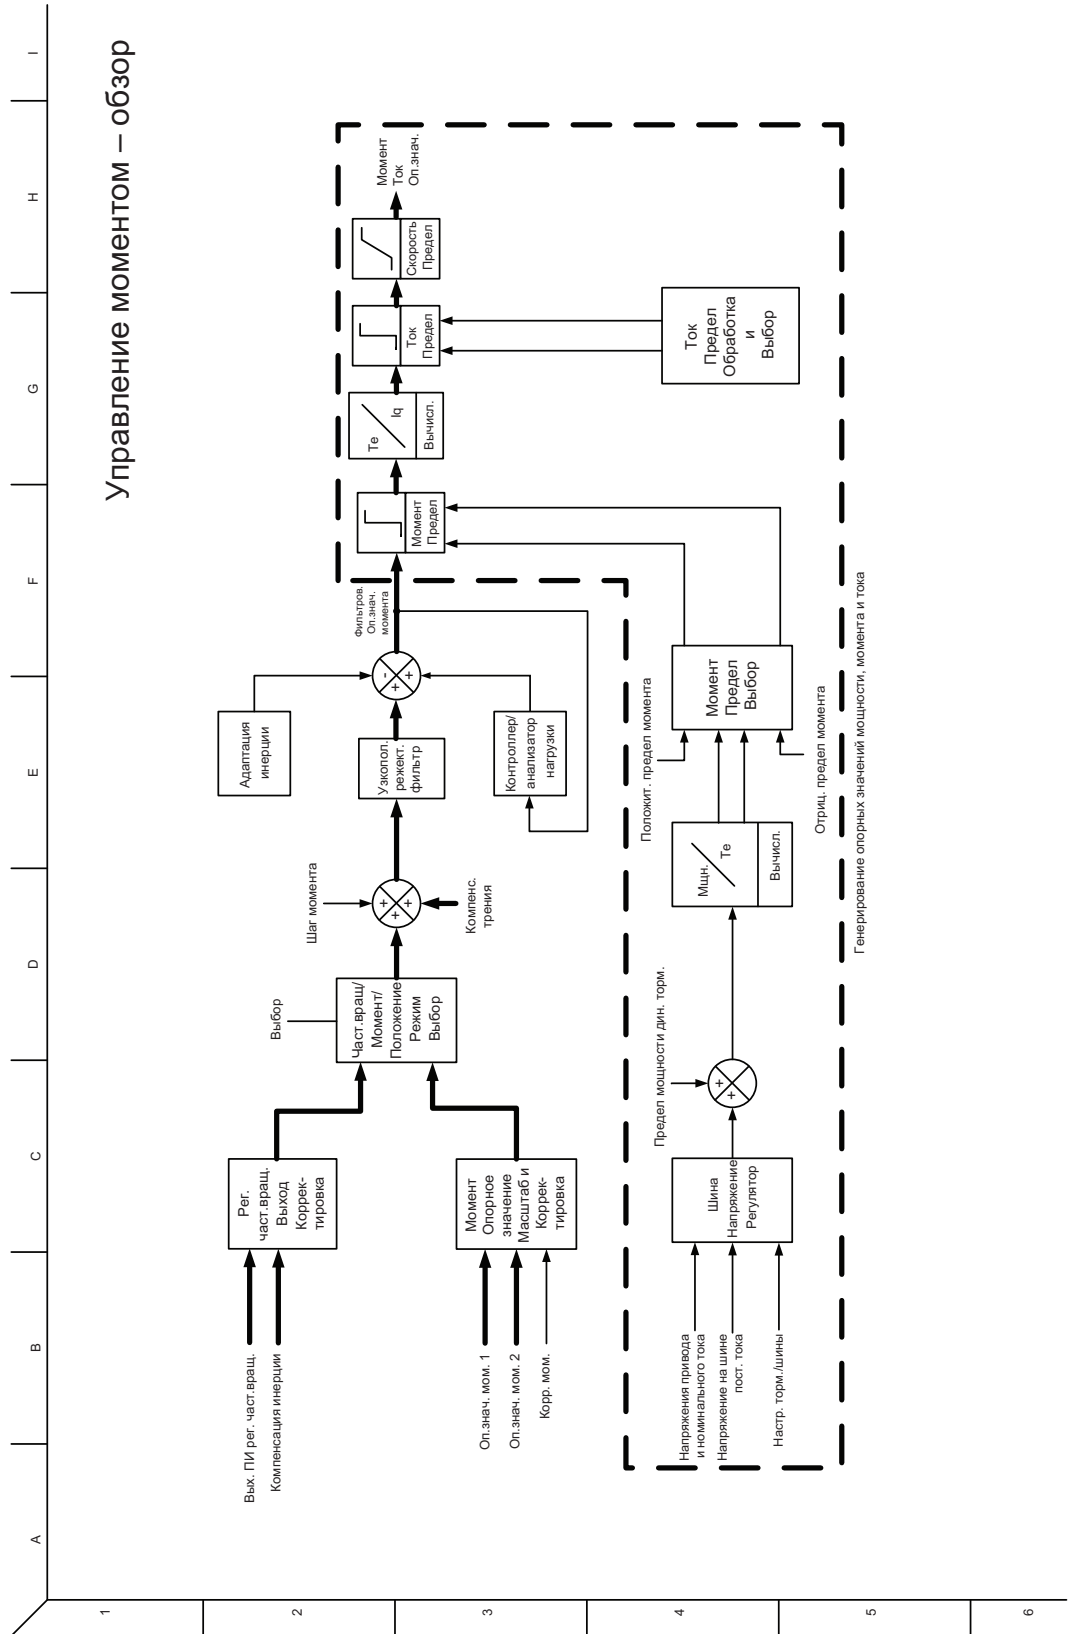 Управление моментом – обзор
A
B
C
D
E
F
G
H
I
1
2
3
4
5
6
Вых. ПИ рег. част.вращ.
Компенсация инерции
Рег.
част.вращ.
Выход
Коррек-
тировка
Оп.знач. мом. 1
Оп.знач. мом. 2
Корр. мом.
Момент
Опорное
значение
Масштаб и
Коррек-
тировка
Выбор
Част.вращ/
Момент/
Положение
Режим
Выбор
Шаг момента
+
+
+
Компенс.
трения
Адаптация
инерции
Узкопол.
режект.
фильтр
Контроллер/
анализатор
нагрузки
-
+
+
Фильтров.
Оп.знач.
момента
Момент
Предел
Te
Iq
Вычисл.
Ток
Предел
Скорость
Предел
Момент
Ток
Оп.знач.
Ток
Предел
Обработка
и
Выбор
Напряжения привода
и номинального тока
Напряжение на шине
пост. тока
Настр. торм./шины
Шина
Напряжение
Регулятор
Предел мощности дин. торм.
+
+
Мщн.
Te
Вычисл.
Положит. предел момента
Момент
Предел
Выбор
Отриц. предел момента
Генерирование опорных значений мощности, момента и тока